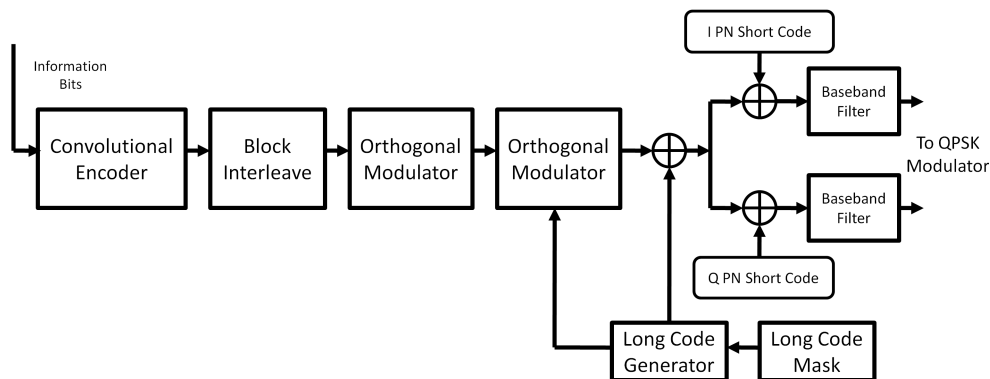 I PN Short Code
Information
Bits
Baseband
Filter
Convolutional
Encoder
Block
Interleave
Orthogonal
Modulator
Orthogonal
Modulator
To QPSK
Modulator
Baseband
Filter
Q PN Short Code
Long Code
Generator
Long Code
Mask